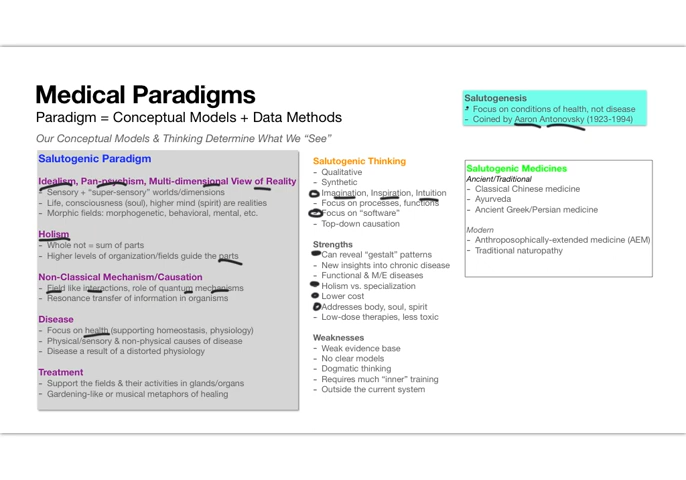 Medical Paradigms
Paradigm = Conceptual Models + Data Methods
Our Conceptual Models & Thinking Determine What We “See”
Salutogenic Paradigm
Idealism, Pan-psychism, Multi-dimensional View of Reality
– Sensory + “super-sensory” worlds/dimensions
– Life, consciousness (soul), higher mind (spirit) are realities
– Morphic fields: morphogenetic, behavioral, mental, etc.
Holism
– Whole not = sum of parts
– Higher levels of organization/fields guide the parts
Non-Classical Mechanism/Causation
– Field like interactions, role of quantum mechanisms
– Resonance transfer of information in organisms
Disease
– Focus on health (supporting homeostasis, physiology)
– Physical/sensory & non-physical causes of disease
– Disease a result of a distorted physiology
Treatment
– Support the fields & their activities in glands/organs
– Gardening-like or musical metaphors of healing
Salutogenic Thinking
– Qualitative
– Synthetic
– Imagination, Inspiration, Intuition
– Focus on processes, functions
– Focus on “software”
– Top-down causation
Strengths
– Can reveal “gestalt” patterns
– New insights into chronic disease
– Functional & M/E diseases
– Holism vs. specialization
– Lower cost
– Addresses body, soul, spirit
– Low-dose therapies, less toxic
Weaknesses
– Weak evidence base
– No clear models
– Dogmatic thinking
– Requires much “inner” training
– Outside the current system
Salutogenesis
– Focus on conditions of health, not disease
– Coined by Aaron Antonovsky (1923-1994)
Salutogenic Medicines
Ancient/Traditional
– Classical Chinese medicine
– Ayurveda
– Ancient Greek/Persian medicine
Modern
– Anthroposophically-extended medicine (AEM)
– Traditional naturopathy